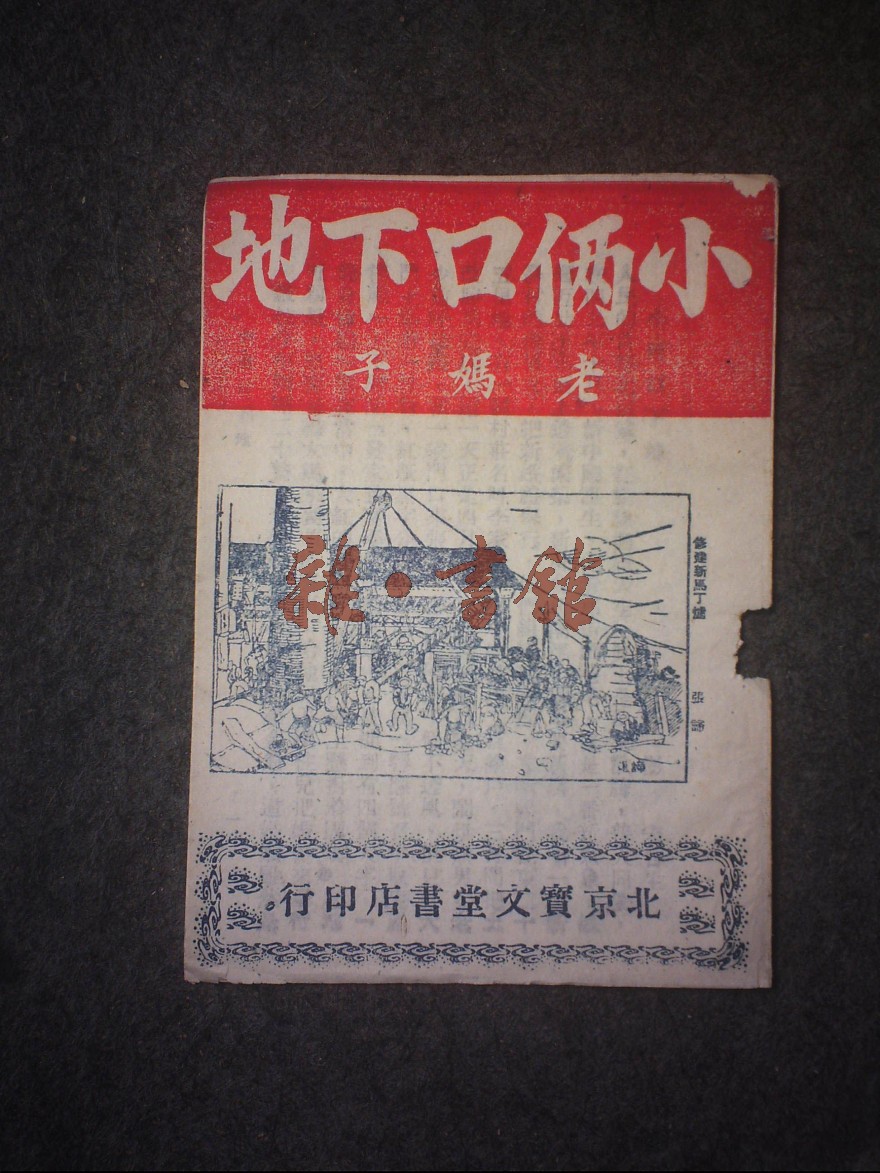 小倆口下地
老媽子
修建新馬丁爐 張諤
雜·書館
北京寶文堂書店印行。